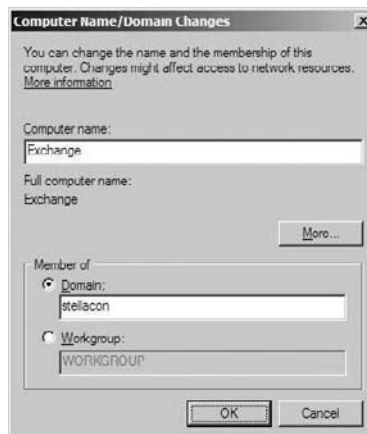 Computer Name/Domain Changes
You can change the name and the membership of this
computer. Changes might affect access to network resources.
More information
Computer name:
Exchange
Full computer name:
Exchange
More...
Member of
Domain:
stellacon
Workgroup:
WORKGROUP
OK
Cancel